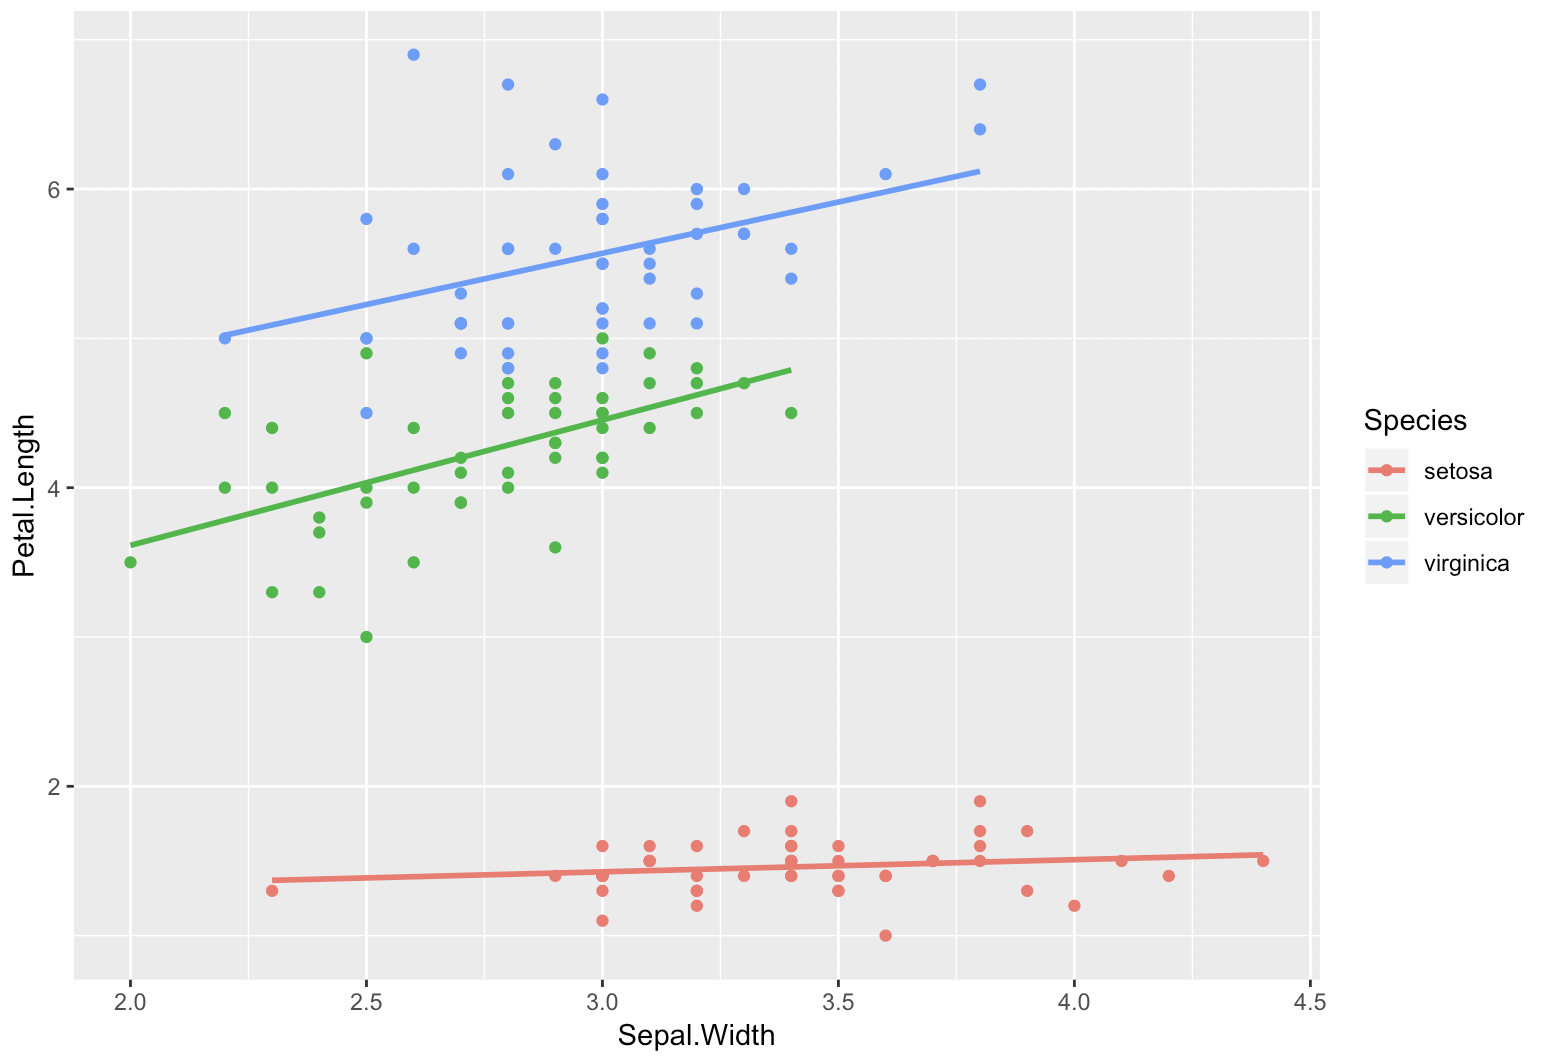 Petal.Length
6
4
2
2.0 2.5 3.0 3.5 4.0 4.5
Sepal.Width
Species
setosa
versicolor
virginica